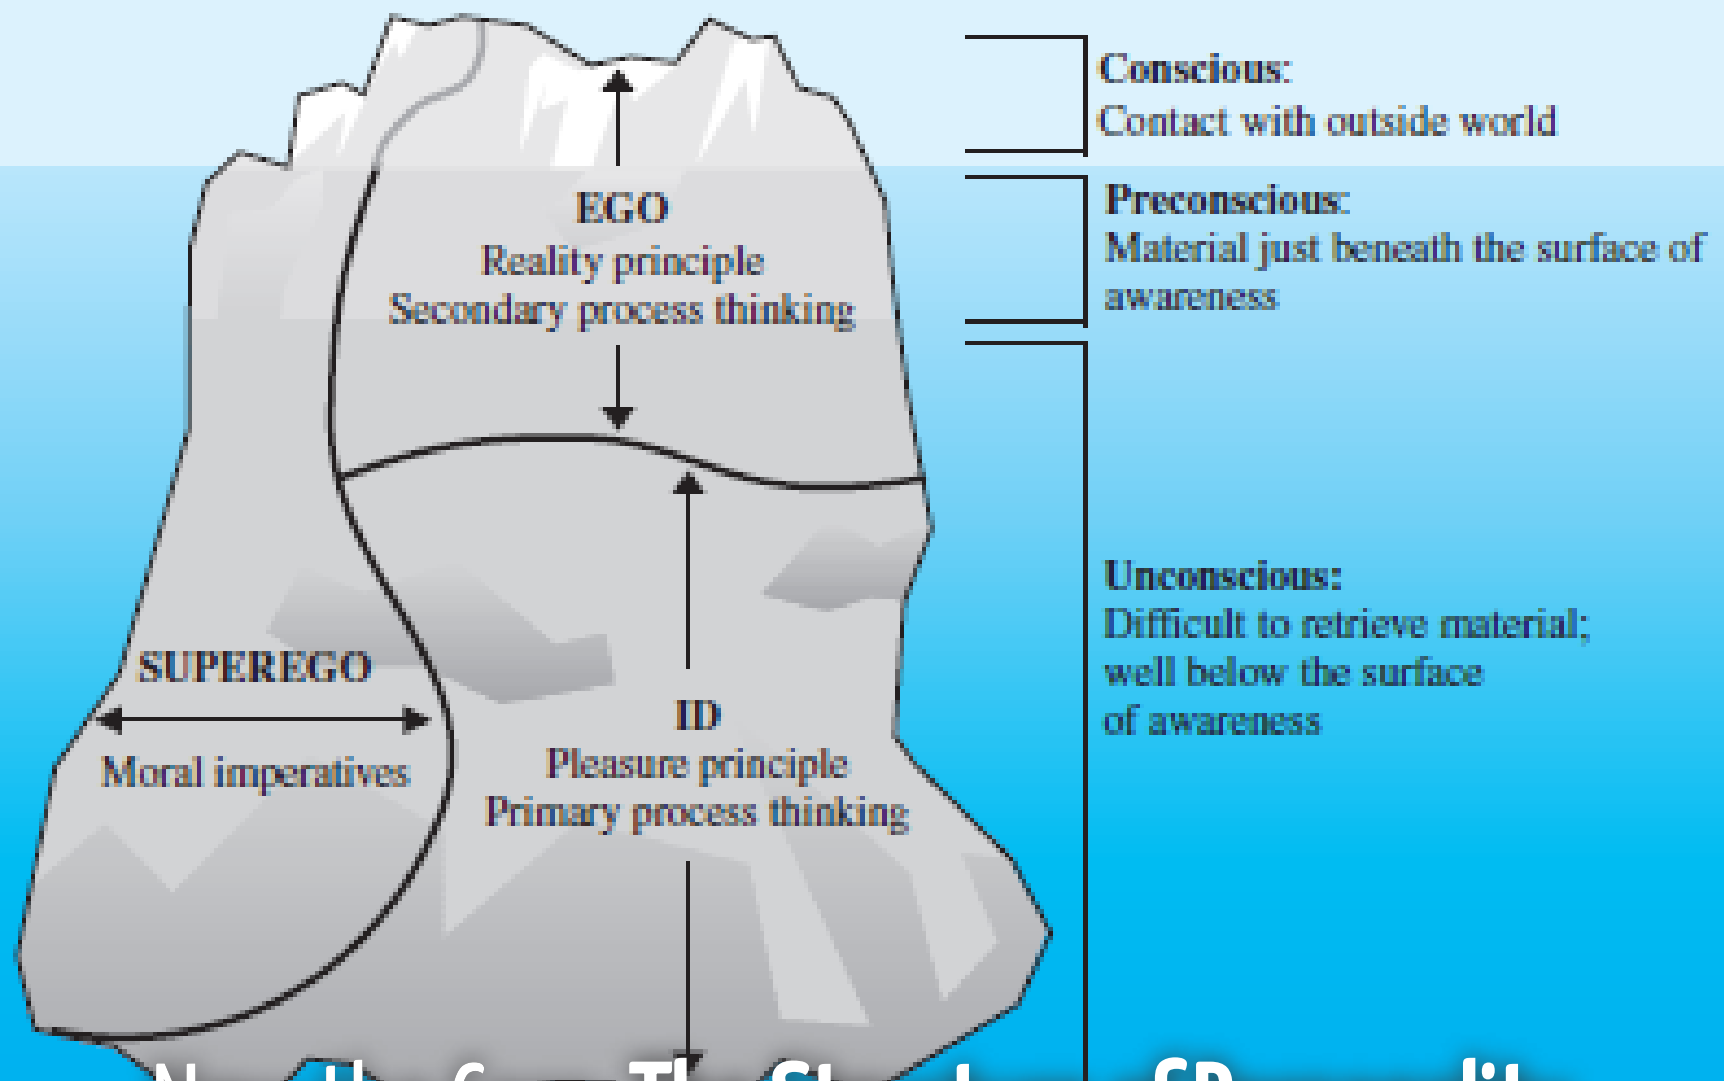 Conscious:
Contact with outside world
Preconscious:
Material just beneath the surface of
awareness
EGO
Reality principle
Secondary process thinking
Unconscious:
Difficult to retrieve material;
well below the surface
of awareness
SUPEREGO
Moral imperatives
ID
Pleasure principle
Primary process thinking